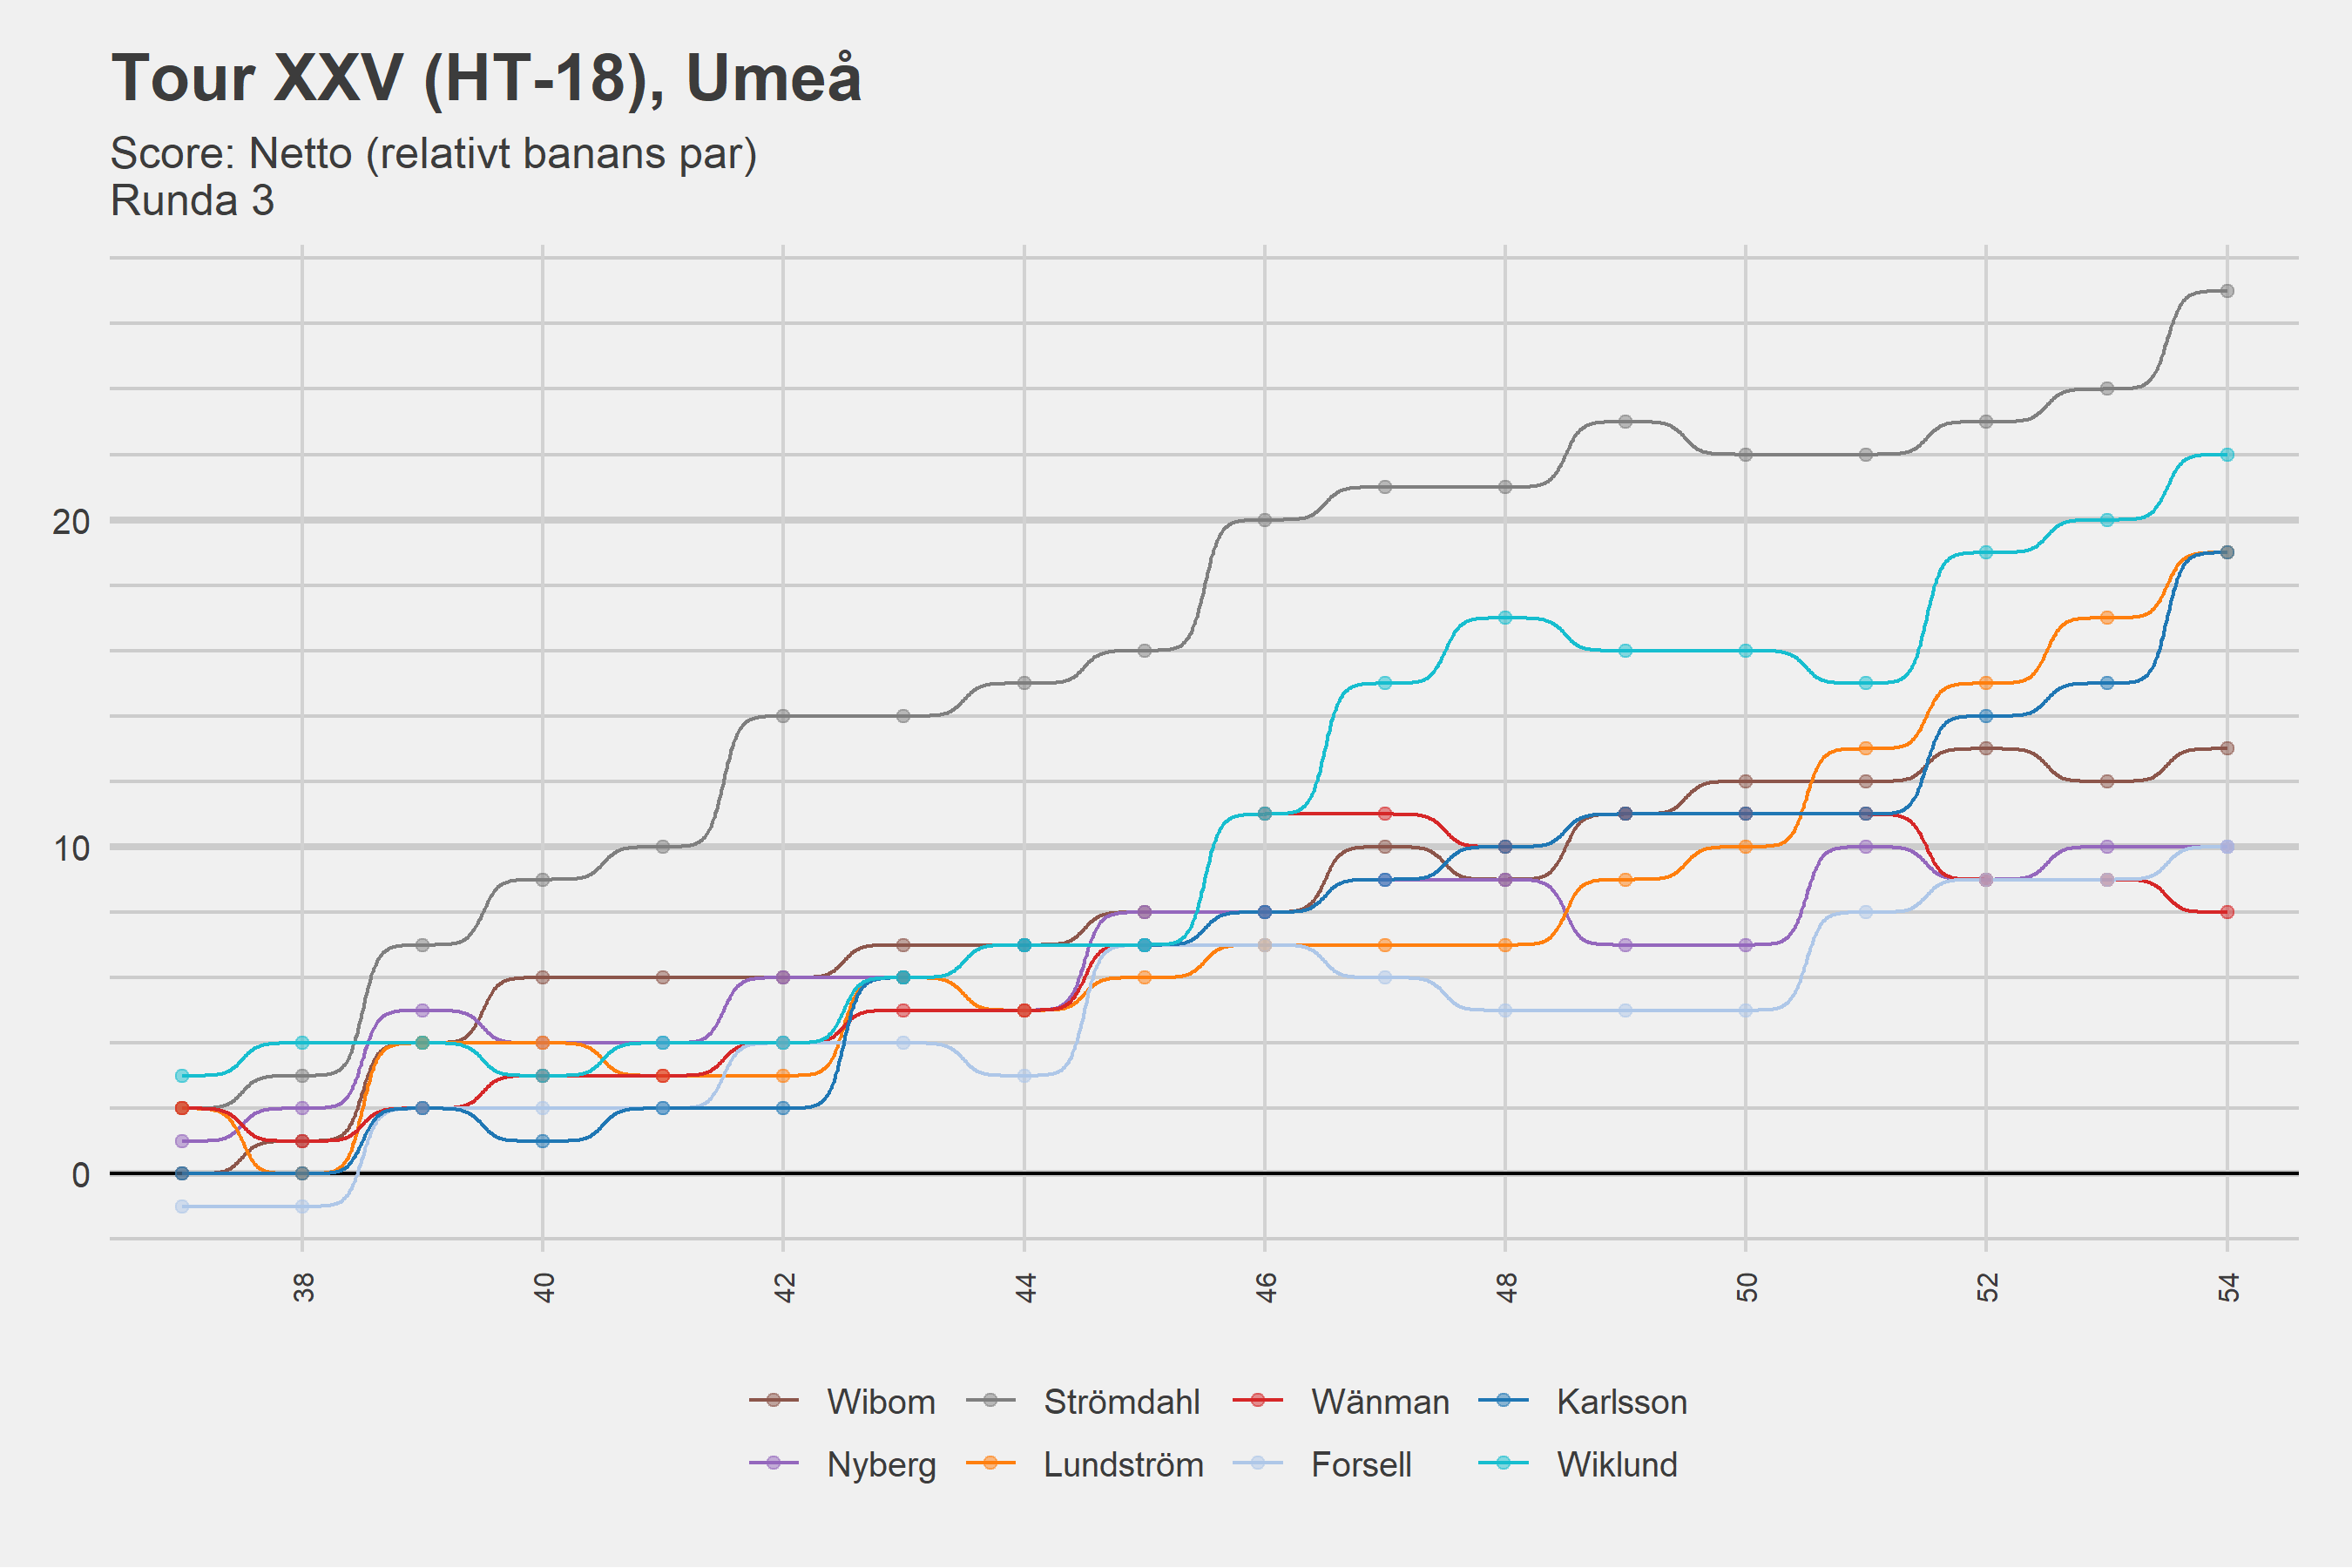 Tour XXV (HT-18), Umeå
Score: Netto (relativt banans par)
Runda 3
20
10
0
38 40 42 44 46 48 50 52 54
Wibom Strömdahl Wänman Karlsson
Nyberg Lundström Forsell Wiklund